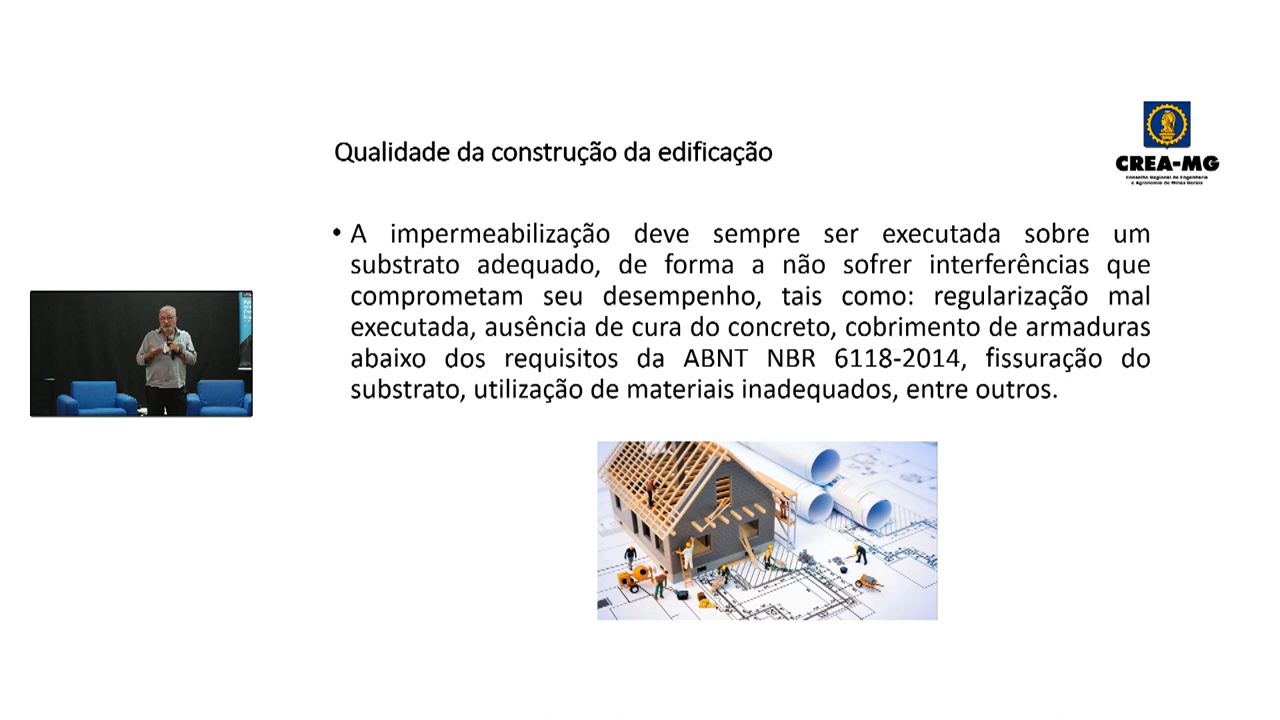 Qualidade da construção da edificação
CREA-MG
Conselho Regional de Engenharia
e Agronomia de Minas Gerais
• A impermeabilização deve sempre ser executada sobre um
substrato adequado, de forma a não sofrer interferências que
comprometam seu desempenho, tais como: regularização mal
executada, ausência de cura do concreto, cobrimento de armaduras
abaixo dos requisitos da ABNT NBR 6118-2014, fissuração do
substrato, utilização de materiais inadequados, entre outros.